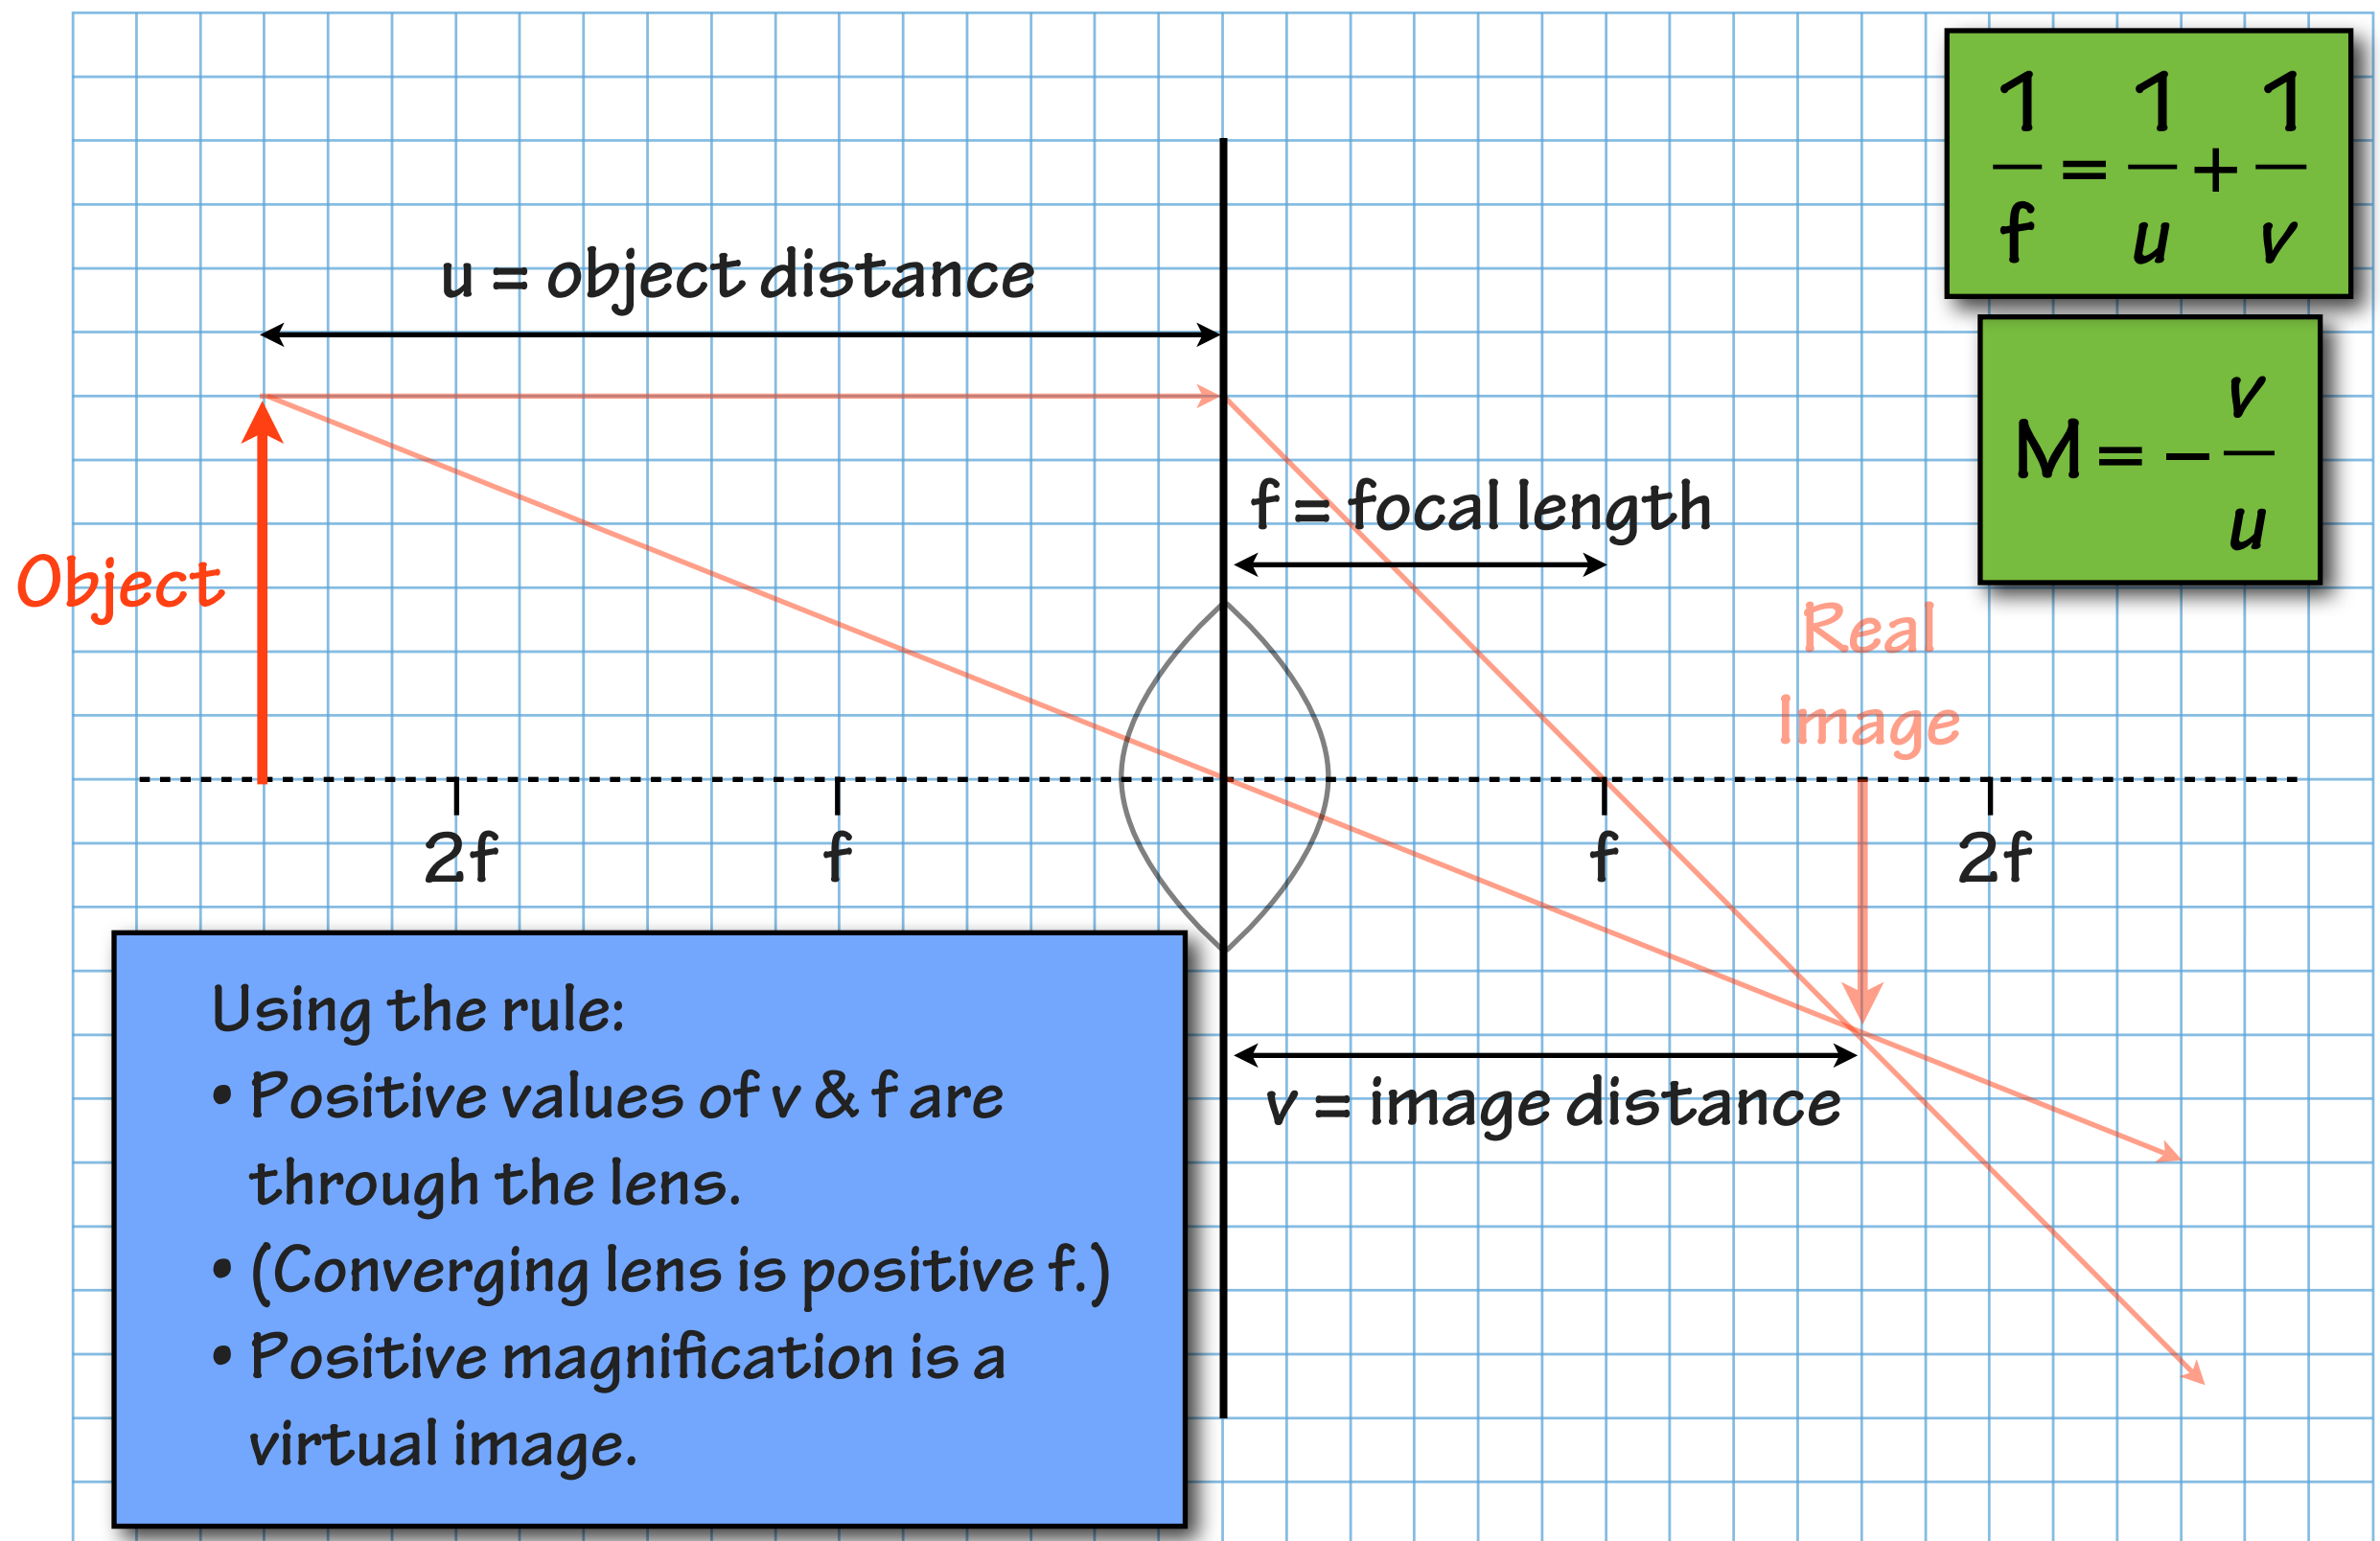 u = object distance
1/f = 1/u + 1/v
M = – v/u
f = focal length
Object
Real
Image
2f
f
f
2f
Using the rule:
• Positive values of v & f are
through the lens.
• (Converging lens is positive f.)
• Positive magnification is a
virtual image.
v = image distance